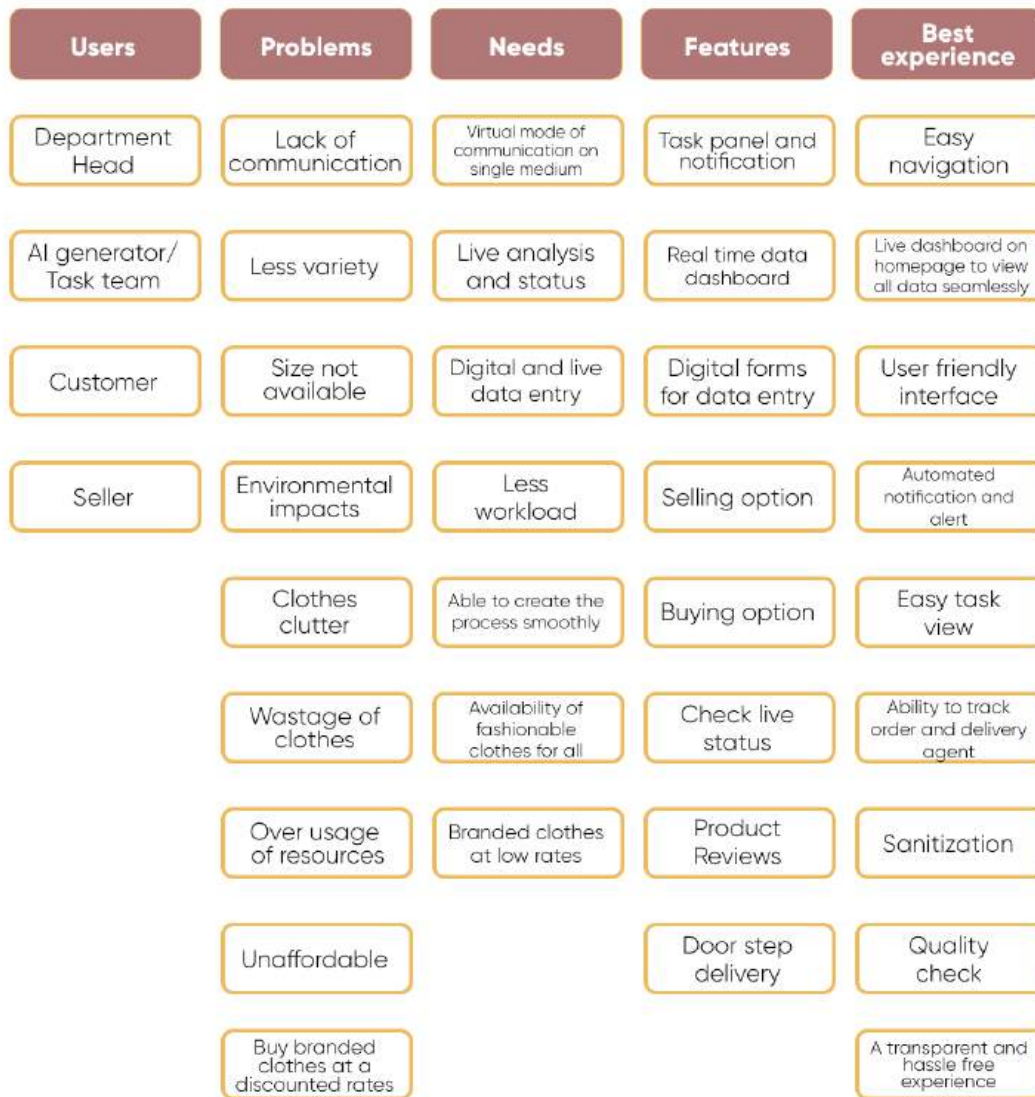 Users
Problems
Needs
Features
Best
experience
Department
Head
Lack of
communication
Virtual mode of
communication on
single medium
Task panel and
notification
Easy
navigation
AI generator/
Task team
Less variety
Live analysis
and status
Real time data
dashboard
Live dashboard on
homepage to view
all data seamlessly
Customer
Size not
available
Digital and live
data entry
Digital forms
for data entry
User friendly
interface
Seller
Environmental
impacts
Less
workload
Selling option
Automated
notification and
alert
Clothes
clutter
Able to create the
process smoothly
Buying option
Easy task
view
Wastage of
clothes
Availability of
fashionable
clothes for all
Check live
status
Ability to track
order and delivery
agent
Over usage
of resources
Branded clothes
at low rates
Product
Reviews
Sanitization
Unaffordable
Door step
delivery
Quality
check
Buy branded
clothes at a
discounted rates
A transparent and
hassle free
experience